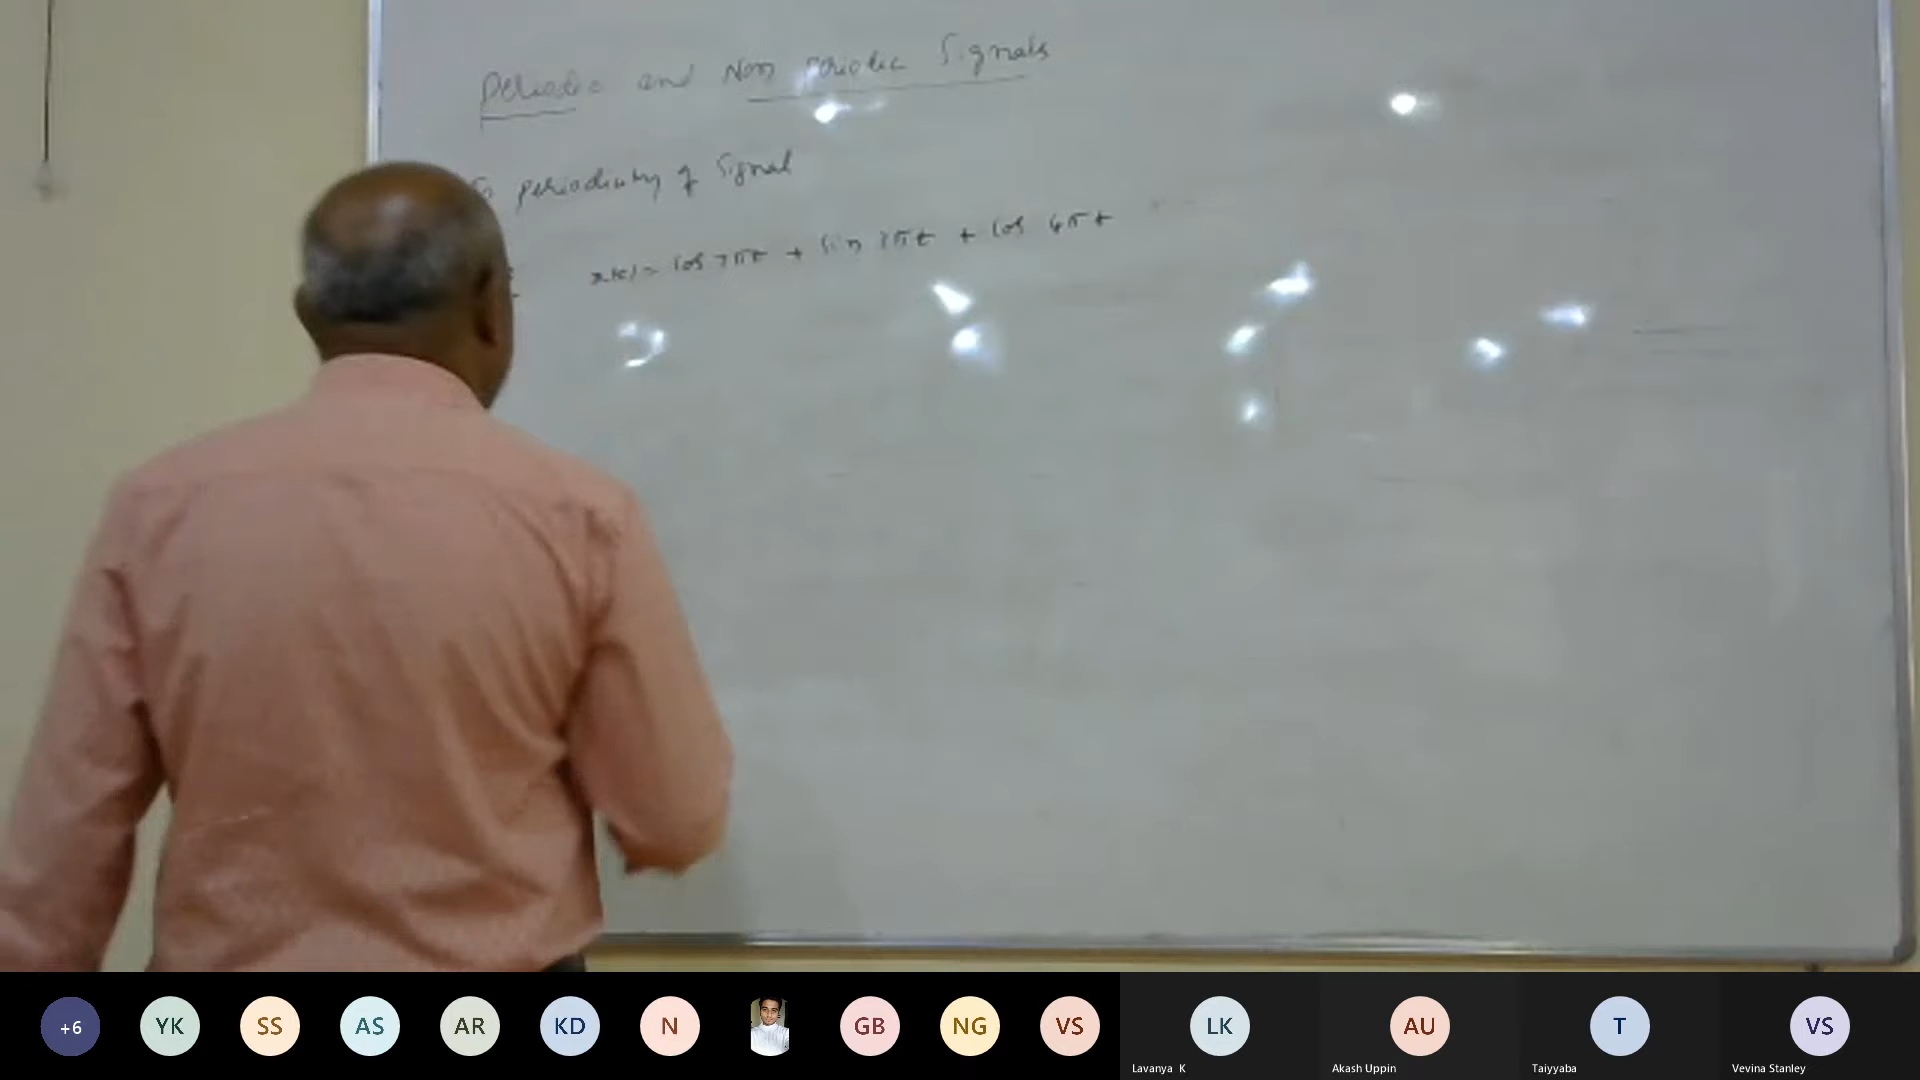 Periodic and Non Periodic Signals
periodicity of Signal
x(t) = cos 2πt + sin 3πt + cos 4πt
+6 YK SS AS AR KD N GB NG VS LK AU T VS
Lavanya K Akash Uppin Taiyyaba Vevina Stanley